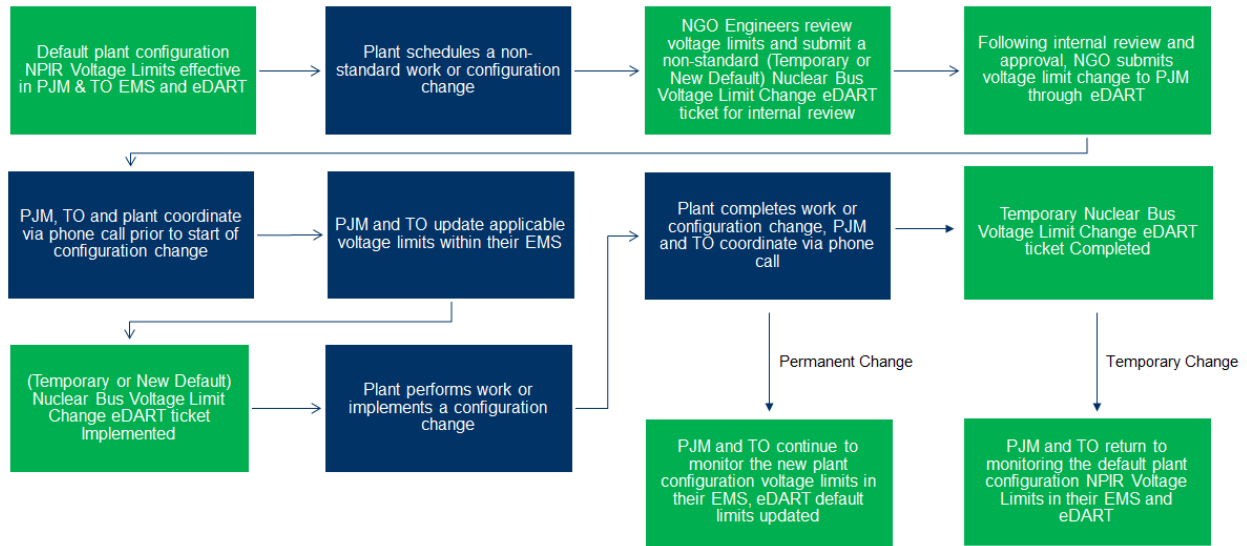 Default plant configuration
NPIR Voltage Limits effective
in PJM & TO EMS and eDART
Plant schedules a non-
standard work or configuration
change
NGO Engineers review
voltage limits and submit a
non-standard (Temporary or
New Default) Nuclear Bus
Voltage Limit Change eDART
ticket for internal review
Following internal review and
approval, NGO submits
voltage limit change to PJM
through eDART
PJM, TO and plant coordinate
via phone call prior to start of
configuration change
PJM and TO update applicable
voltage limits within their EMS
Plant completes work or
configuration change, PJM
and TO coordinate via phone
call
Temporary Nuclear Bus
Voltage Limit Change eDART
ticket Completed
(Temporary or New Default)
Nuclear Bus Voltage Limit
Change eDART ticket
Implemented
Plant performs work or
implements a configuration
change
Permanent Change
Temporary Change
PJM and TO continue to
monitor the new plant
configuration voltage limits in
their EMS, eDART default
limits updated
PJM and TO return to
monitoring the default plant
configuration NPIR Voltage
Limits in their EMS and
eDART